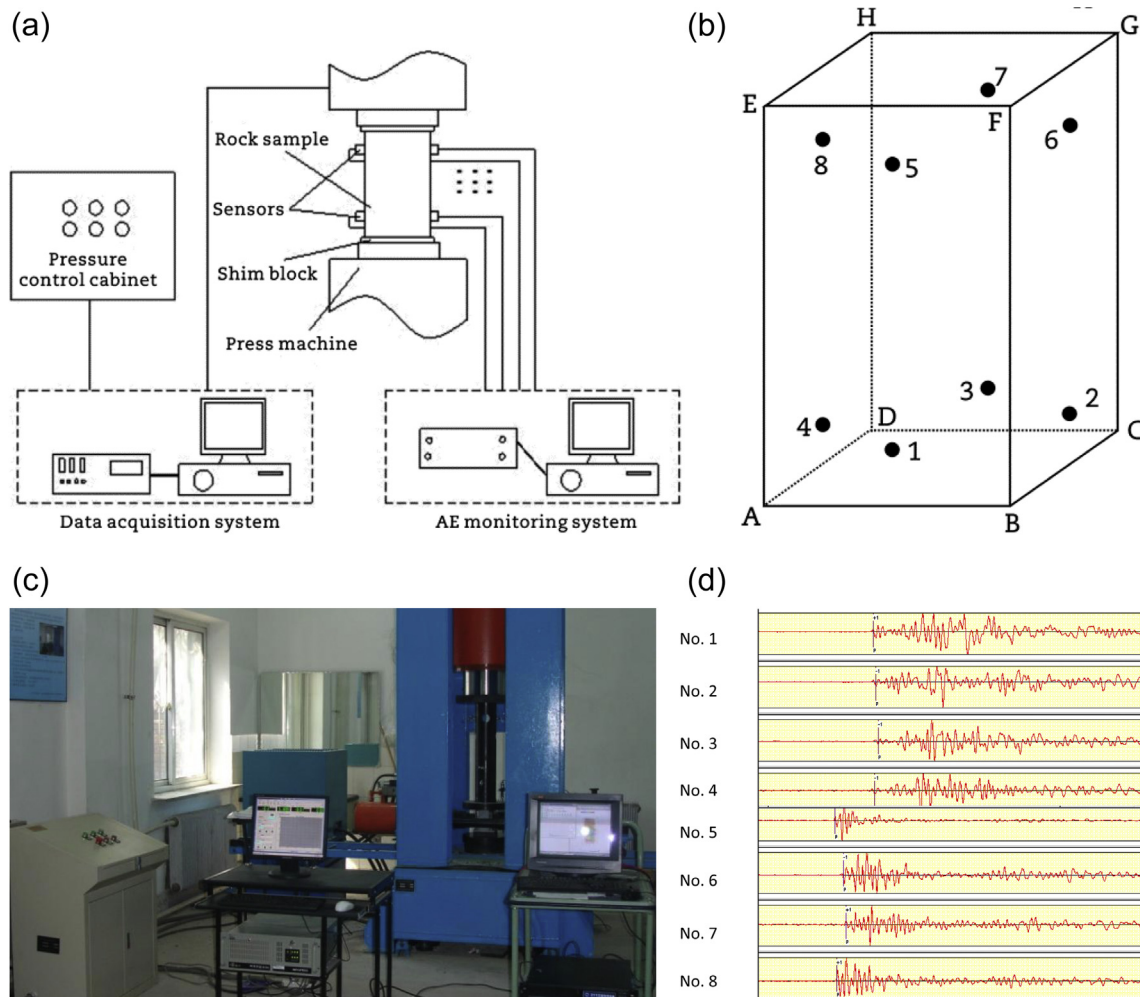 (a)
Rock sample
Sensors
Pressure
control cabinet
Shim block
Press machine
Data acquisition system
AE monitoring system
(b)
H
G
7
E
F
6
8
5
3
2
4
D
C
1
A
B
(c)
(d)
No. 1
No. 2
No. 3
No. 4
No. 5
No. 6
No. 7
No. 8